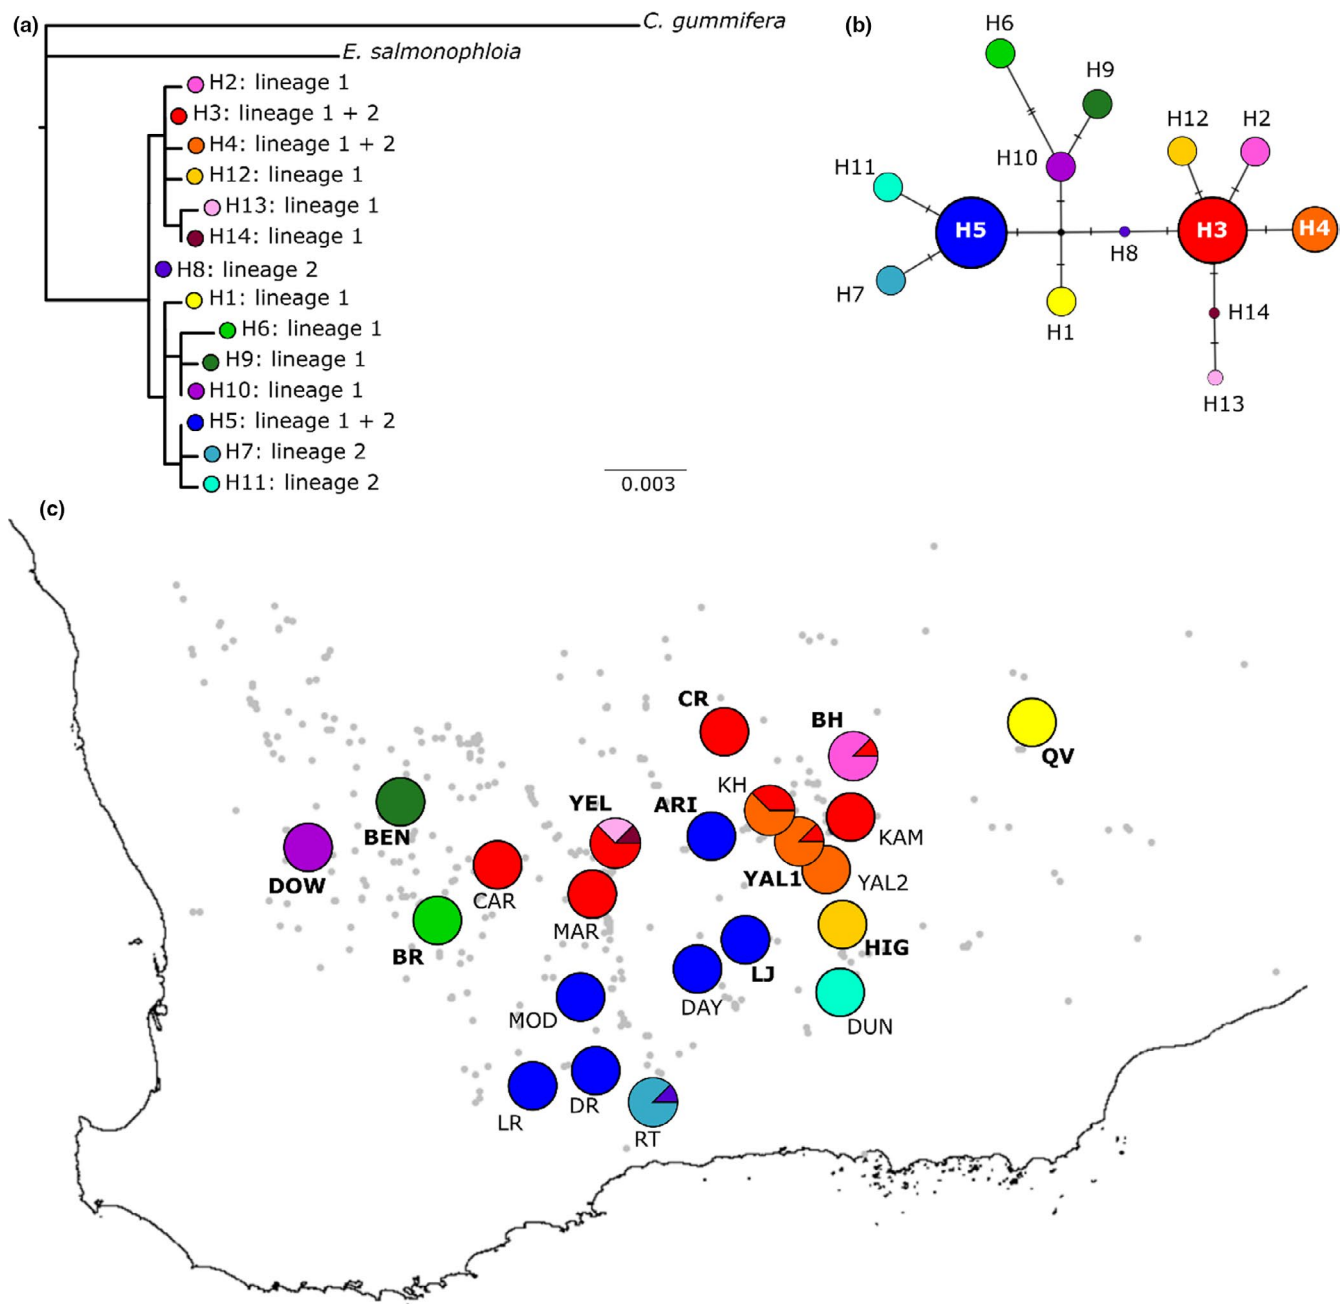 (a)
C. gummifera
E. salmonophloia
H2: lineage 1
H3: lineage 1 + 2
H4: lineage 1 + 2
H12: lineage 1
H13: lineage 1
H14: lineage 1
H8: lineage 2
H1: lineage 1
H6: lineage 1
H9: lineage 1
H10: lineage 1
H5: lineage 1 + 2
H7: lineage 2
H11: lineage 2
0.003
(b)
H6
H9
H12
H2
H10
H11
H5
H3
H4
H8
H7
H1
H14
H13
(c)
CR
BH
QV
KH
YEL
ARI
BEN
KAM
DOW
YAL1
YAL2
CAR
MAR
BR
HIG
LJ
DAY
MOD
DUN
LR
DR
RT